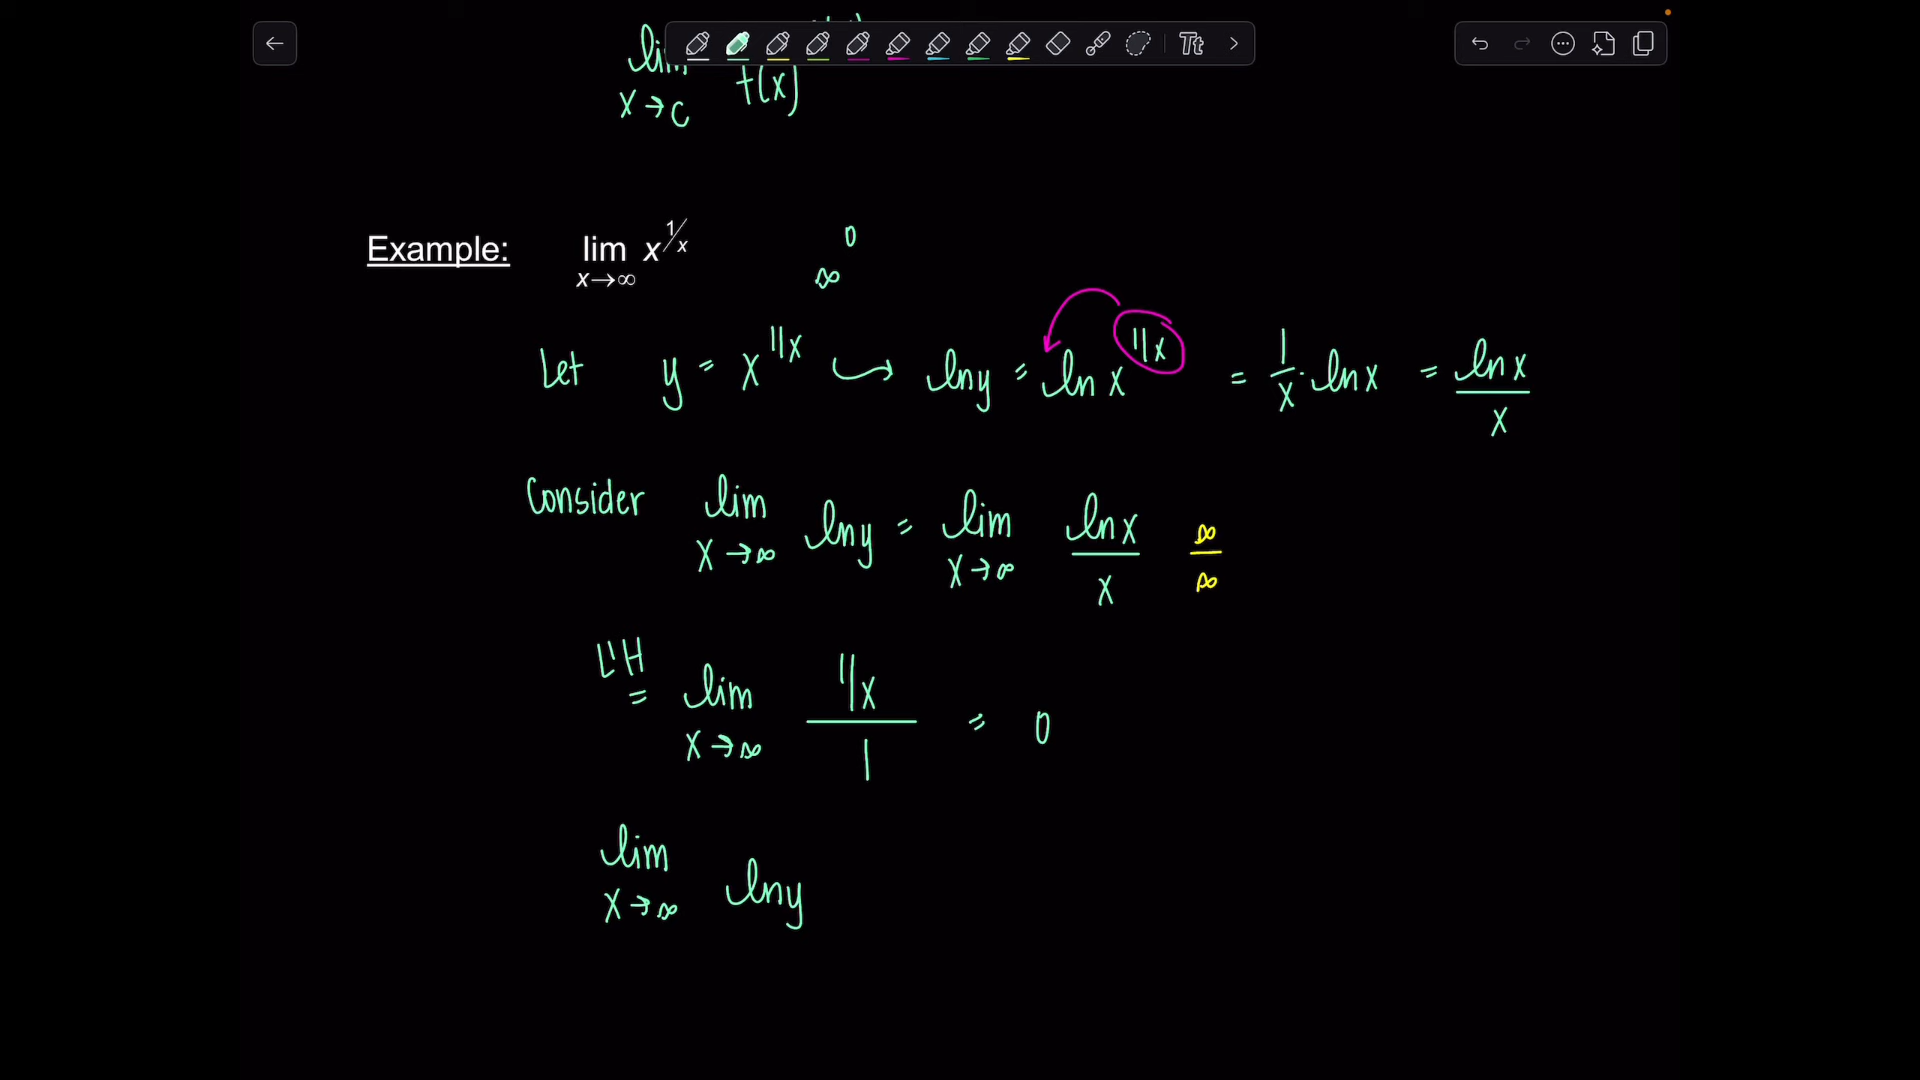 lim x→c f(x)
Example: lim x→∞ x^{1/x} ∞^0
Let y = x^{1/x} ↝ ln y = ln x^{1/x} = 1/x · ln x = ln x / x
Consider lim x→∞ ln y = lim x→∞ ln x / x ∞/∞
L'H = lim x→∞ (1/x) / 1 = 0
lim x→∞ ln y